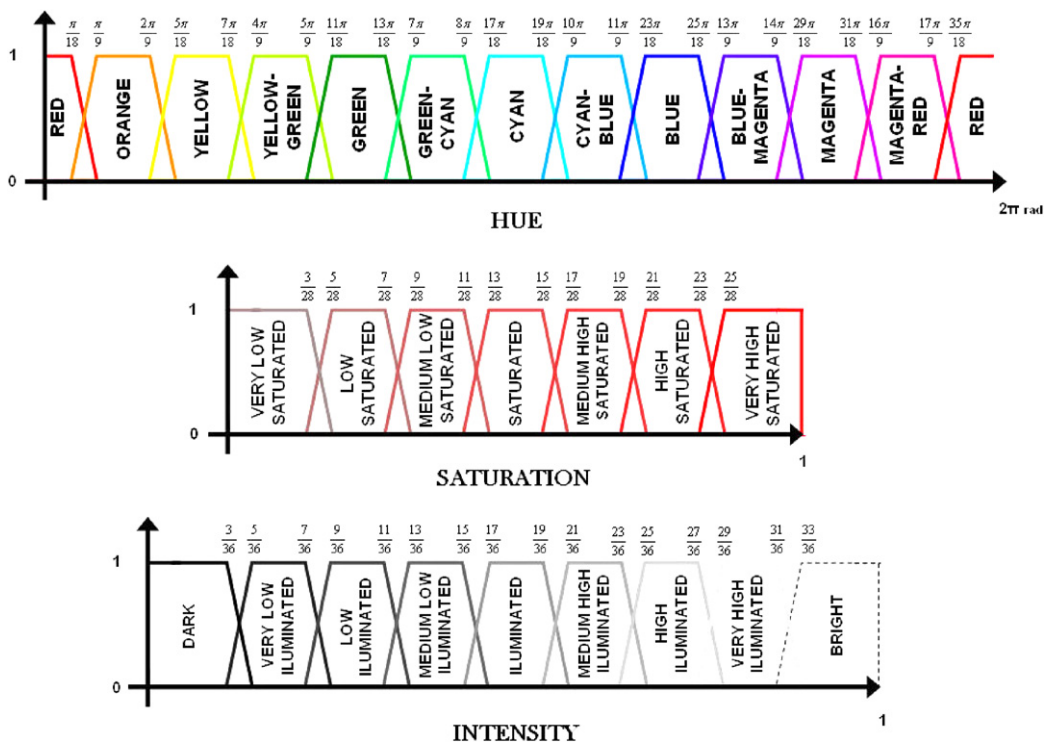 π/18 π/9 2π/9 5π/18 7π/18 4π/9 5π/9 11π/18 13π/18 7π/9 8π/9 17π/18 19π/18 10π/9 11π/9 23π/18 25π/18 13π/9 14π/9 29π/18 31π/18 16π/9 17π/9 35π/18
1
RED
ORANGE
YELLOW
YELLOW-
GREEN
GREEN
GREEN-
CYAN
CYAN
CYAN-
BLUE
BLUE
BLUE-
MAGENTA
MAGENTA
MAGENTA-
RED
RED
0
2π rad
HUE
3/28 5/28 7/28 9/28 11/28 13/28 15/28 17/28 19/28 21/28 23/28 25/28
1
VERY LOW
SATURATED
LOW
SATURATED
MEDIUM LOW
SATURATED
SATURATED
MEDIUM HIGH
SATURATED
HIGH
SATURATED
VERY HIGH
SATURATED
0
1
SATURATION
3/36 5/36 7/36 9/36 11/36 13/36 15/36 17/36 19/36 21/36 23/36 25/36 27/36 29/36 31/36 33/36
1
DARK
VERY LOW
ILUMINATED
LOW
ILUMINATED
MEDIUM LOW
ILUMINATED
ILUMINATED
MEDIUM HIGH
ILUMINATED
HIGH
ILUMINATED
VERY HIGH
ILUMINATED
BRIGHT
0
1
INTENSITY